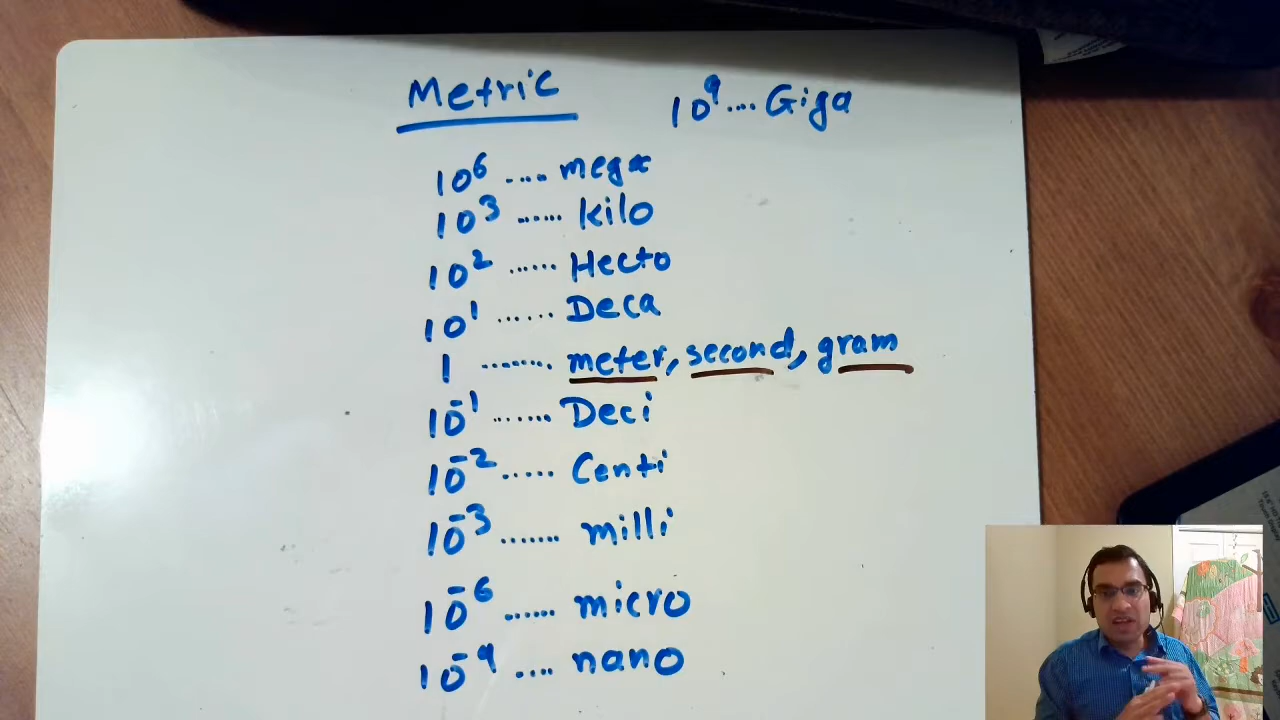 Metric
10⁹ ... Giga
10⁶ .... mega
10³ ...... kilo
10² ...... Hecto
10¹ ...... Deca
1 ........ meter, second, gram
10⁻¹ ....... Deci
10⁻² ..... Centi
10⁻³ ....... milli
10⁻⁶ ...... micro
10⁻⁹ .... nano